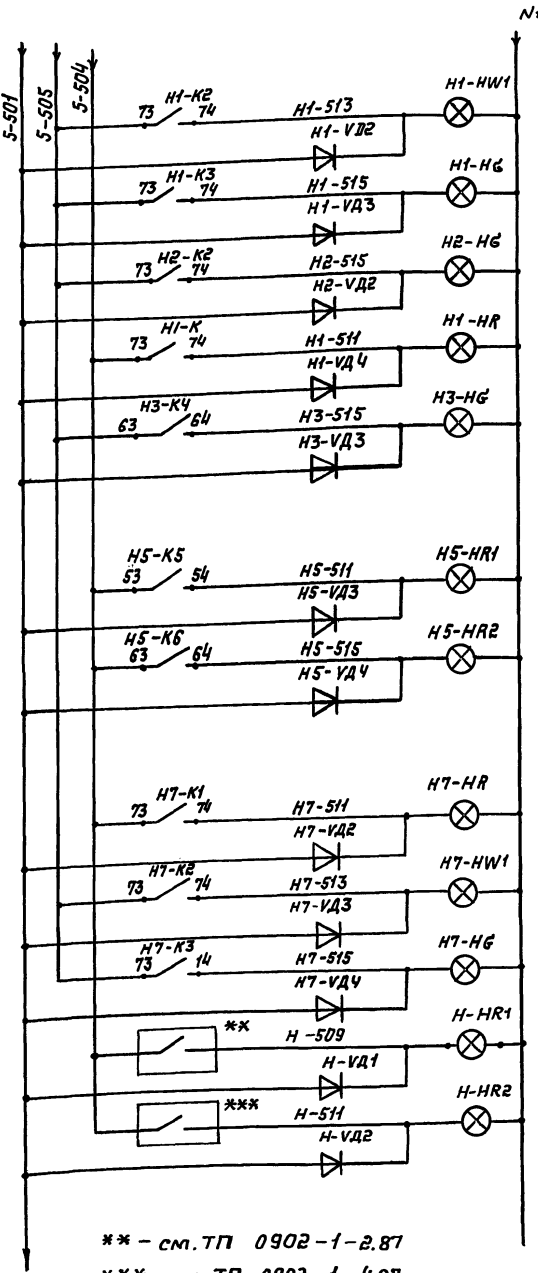 5-501
5-505
5-504
H1-K2
73 74
H1-513
H1-HW1
H1-VД2
H1-K3
73 74
H1-515
H1-HG
H1-VД3
H2-K2
73 74
H2-515
H2-HG
H2-VД2
H1-K
73 74
H1-511
H1-HR
H1-VД4
H3-K4
63 64
H3-515
H3-HG
H3-VД3
H5-K5
53 54
H5-511
H5-HR1
H5-VД3
H5-K6
63 64
H5-515
H5-HR2
H5-VД4
H7-K1
73 74
H7-511
H7-HR
H7-VД2
H7-K2
73 74
H7-513
H7-HW1
H7-VД3
H7-K3
73 14
H7-515
H7-HG
H7-VД4
**
H-509
H-HR1
H-VД1
***
H-511
H-HR2
H-VД2
** - см. ТП 0902-1-2.87